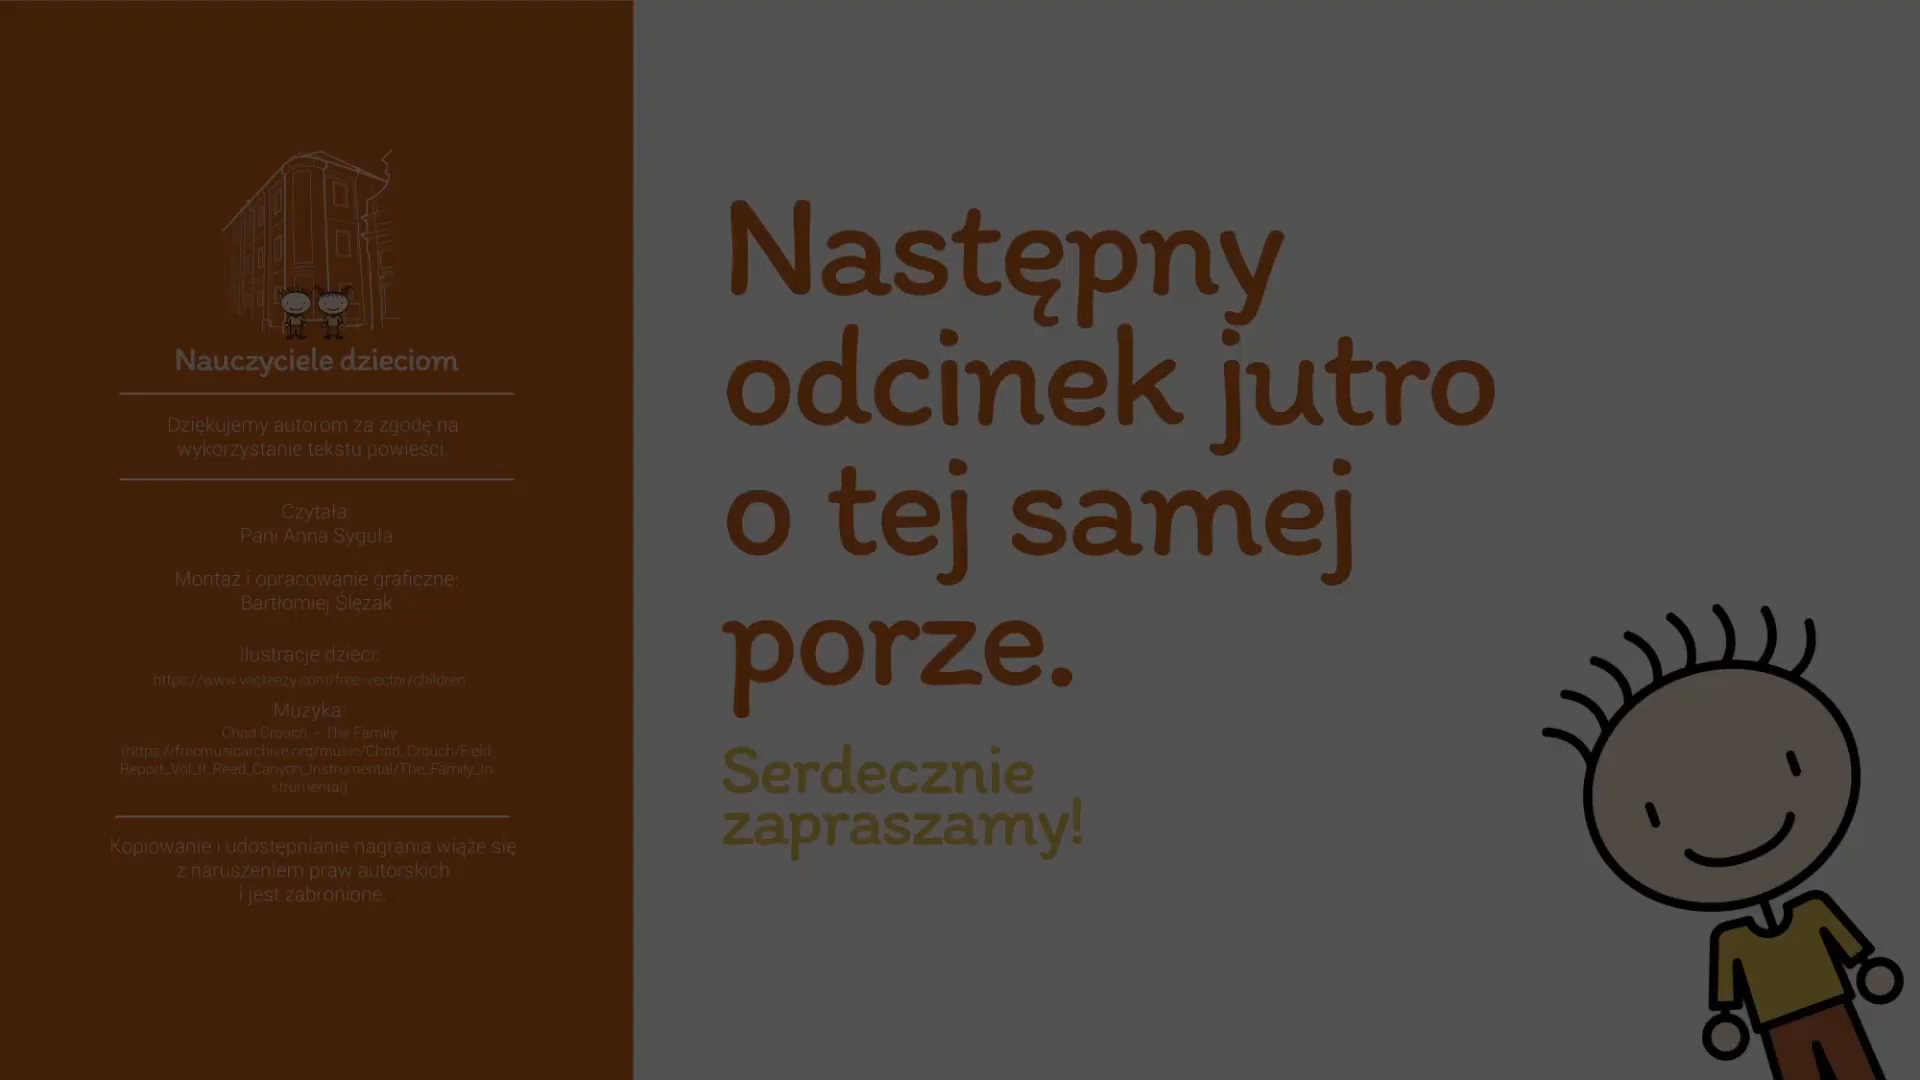 Nauczyciele dzieciom
Dziękujemy autorom za zgodę na
wykorzystanie tekstu powieści.
Czytała:
Pani Anna Syguła
Montaż i opracowanie graficzne:
Bartłomiej Ślęzak
Ilustracje dzieci:
https://www.vecteezy.com/free-vector/children
Muzyka:
Chad Crouch - The Family
(https://freemusicarchive.org/music/Chad_Crouch/Field_
Report_Vol_II_Reed_Canyon_Instrumental/The_Family_In
strumental)
Kopiowanie i udostępnianie nagrania wiąże się
z naruszeniem praw autorskich
i jest zabronione.
Następny
odcinek jutro
o tej samej
porze.
Serdecznie
zapraszamy!